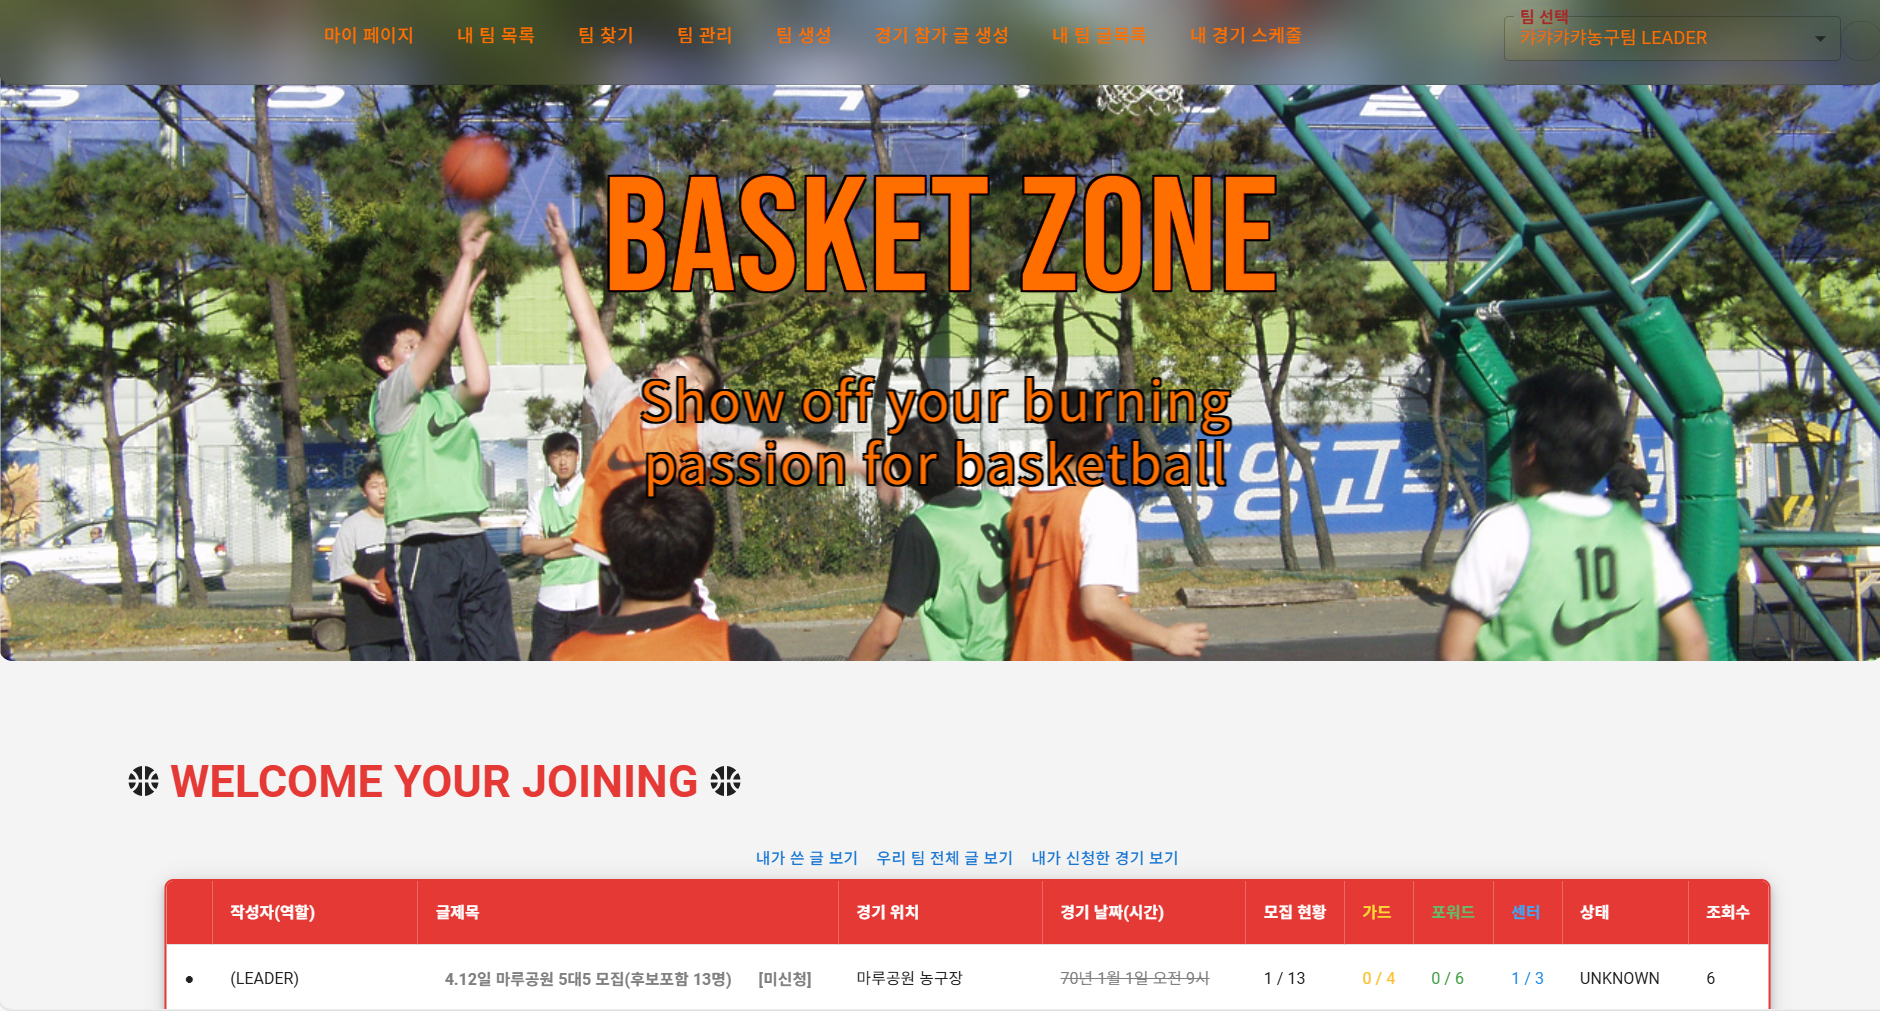 마이 페이지 내 팀 목록 팀 찾기 팀 관리 팀 생성 경기 참가 글 생성 내 팀 글목록 내 경기 스케줄
팀 선택
캬캬캬캬농구팀 LEADER
BASKET ZONE
Show off your burning
passion for basketball
8
11
10
WELCOME YOUR JOINING
내가 쓴 글 보기 우리 팀 전체 글 보기 내가 신청한 경기 보기
작성자(역할) 글제목 경기 위치 경기 날짜(시간) 모집 현황 가드 포워드 센터 상태 조회수
(LEADER) 4.12일 마루공원 5대5 모집(후보포함 13명) [미신청] 마루공원 농구장 70년 1월 1일 오전 9시 1 / 13 0 / 4 0 / 6 1 / 3 UNKNOWN 6